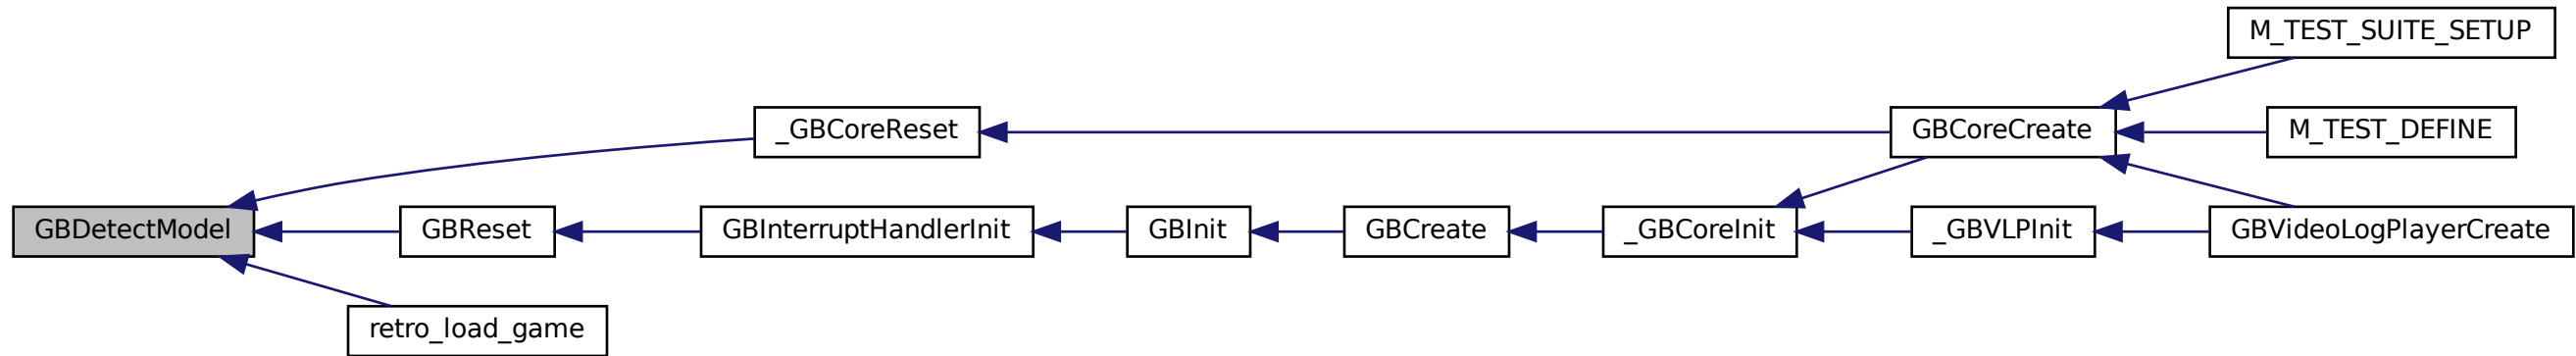 M_TEST_SUITE_SETUP
_GBCoreReset
GBCoreCreate
M_TEST_DEFINE
GBDetectModel
GBReset
GBInterruptHandlerInit
GBInit
GBCreate
_GBCoreInit
_GBVLPInit
GBVideoLogPlayerCreate
retro_load_game